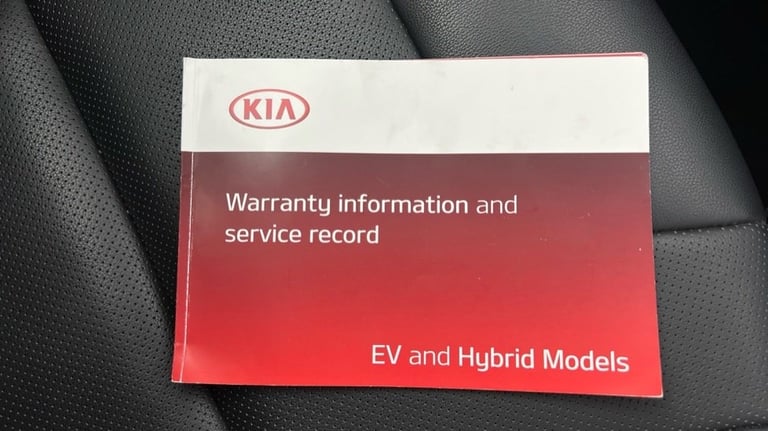 KIA
Warranty information and
service record
EV and Hybrid Models